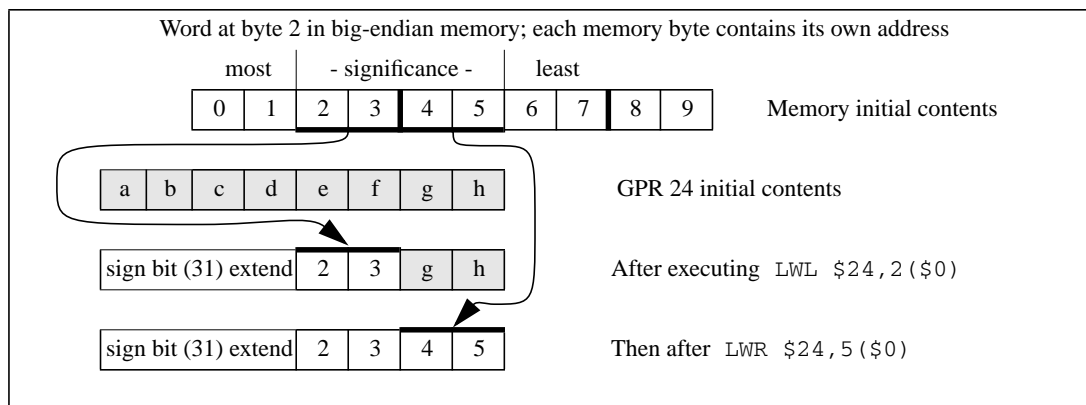 Word at byte 2 in big-endian memory; each memory byte contains its own address
most - significance - least
0 1 2 3 4 5 6 7 8 9 Memory initial contents
a b c d e f g h GPR 24 initial contents
sign bit (31) extend 2 3 g h After executing LWL $24,2($0)
sign bit (31) extend 2 3 4 5 Then after LWR $24,5($0)